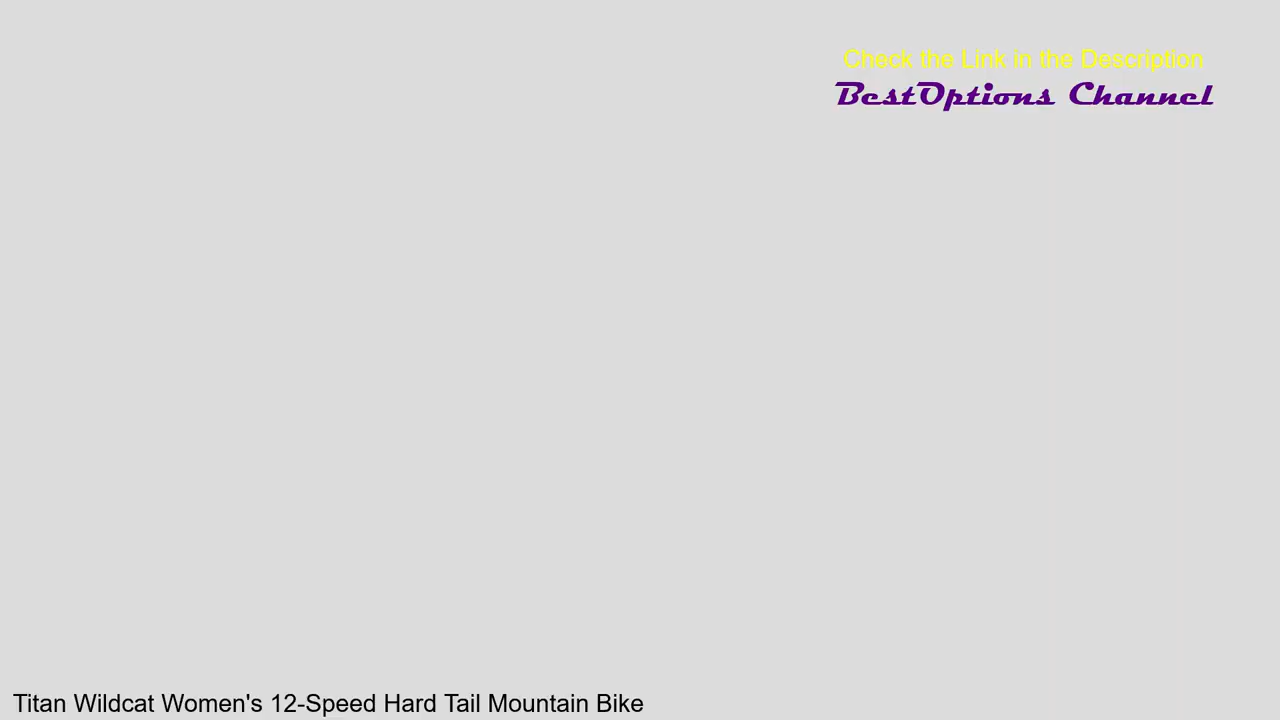 Check the Link in the Description
BestOptions Channel
Titan Wildcat Women's 12-Speed Hard Tail Mountain Bike